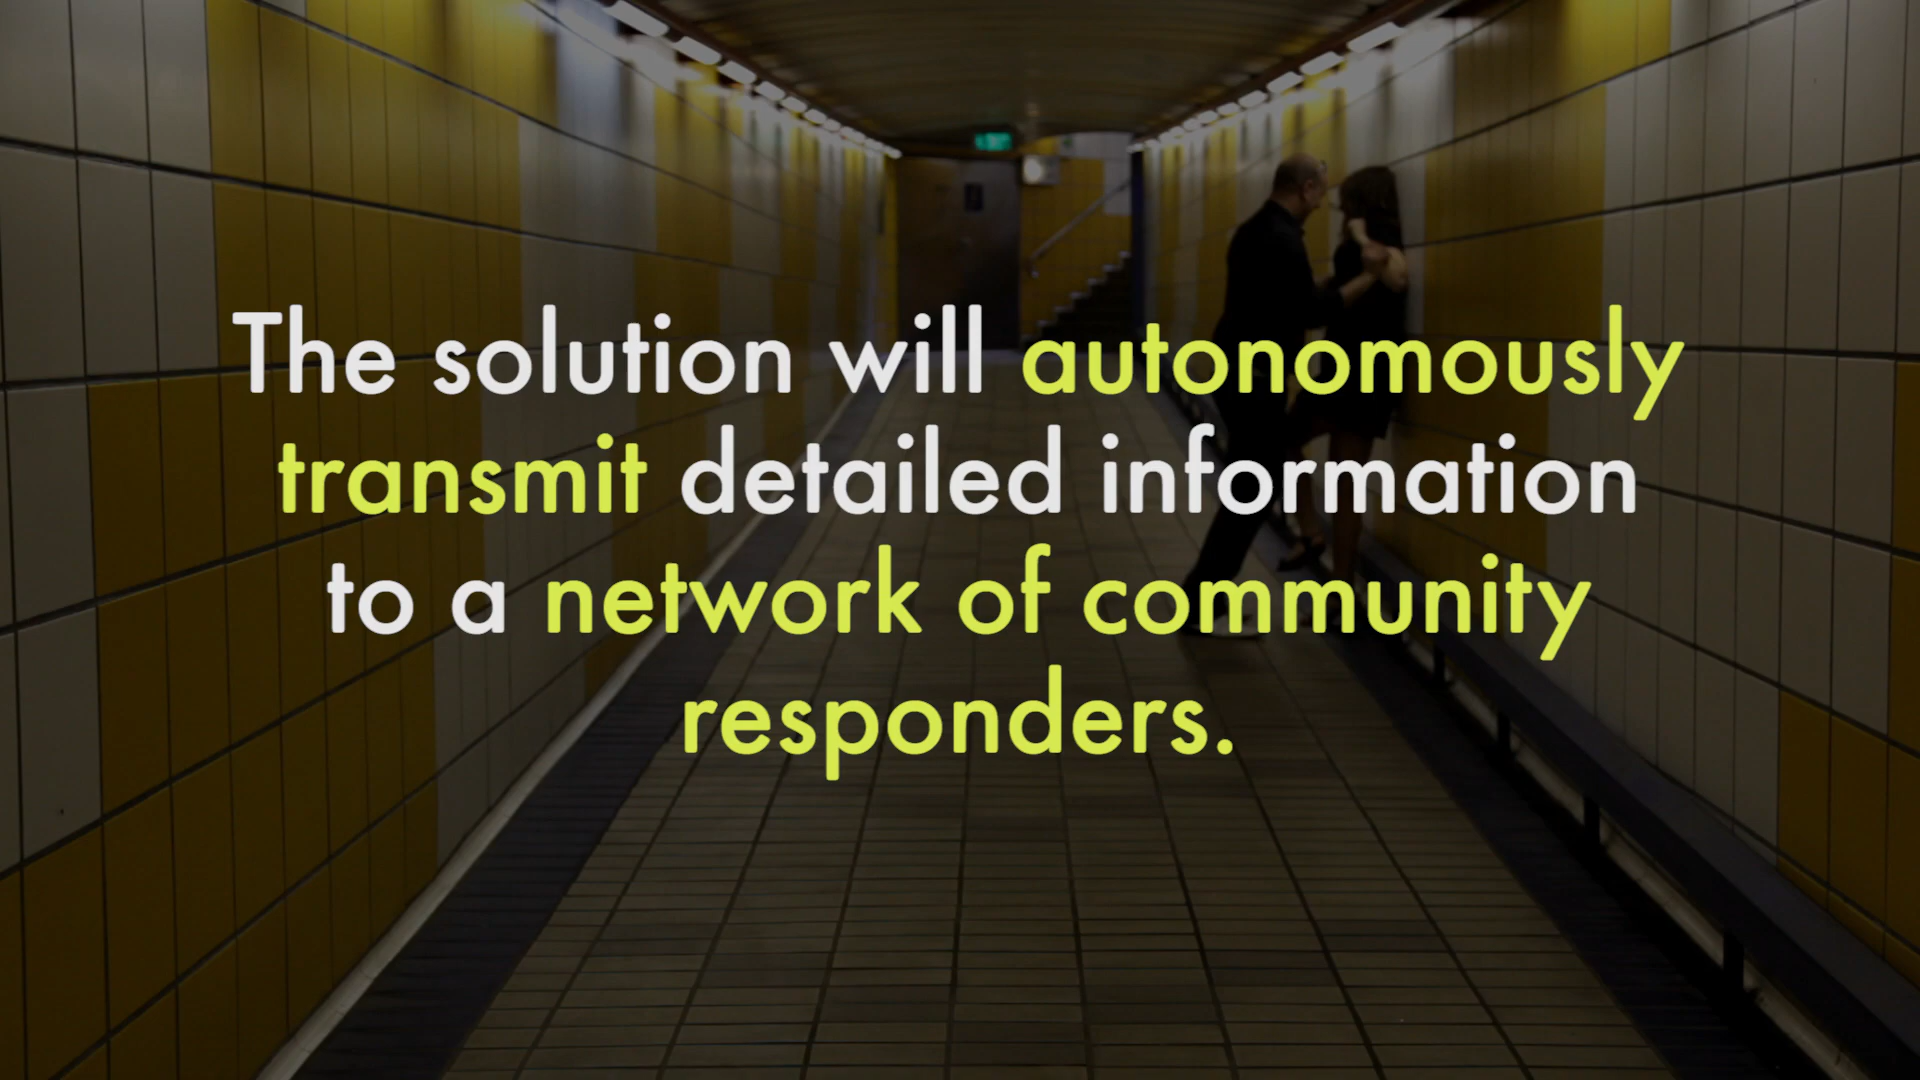 The solution will autonomously
transmit detailed information
to a network of community
responders.